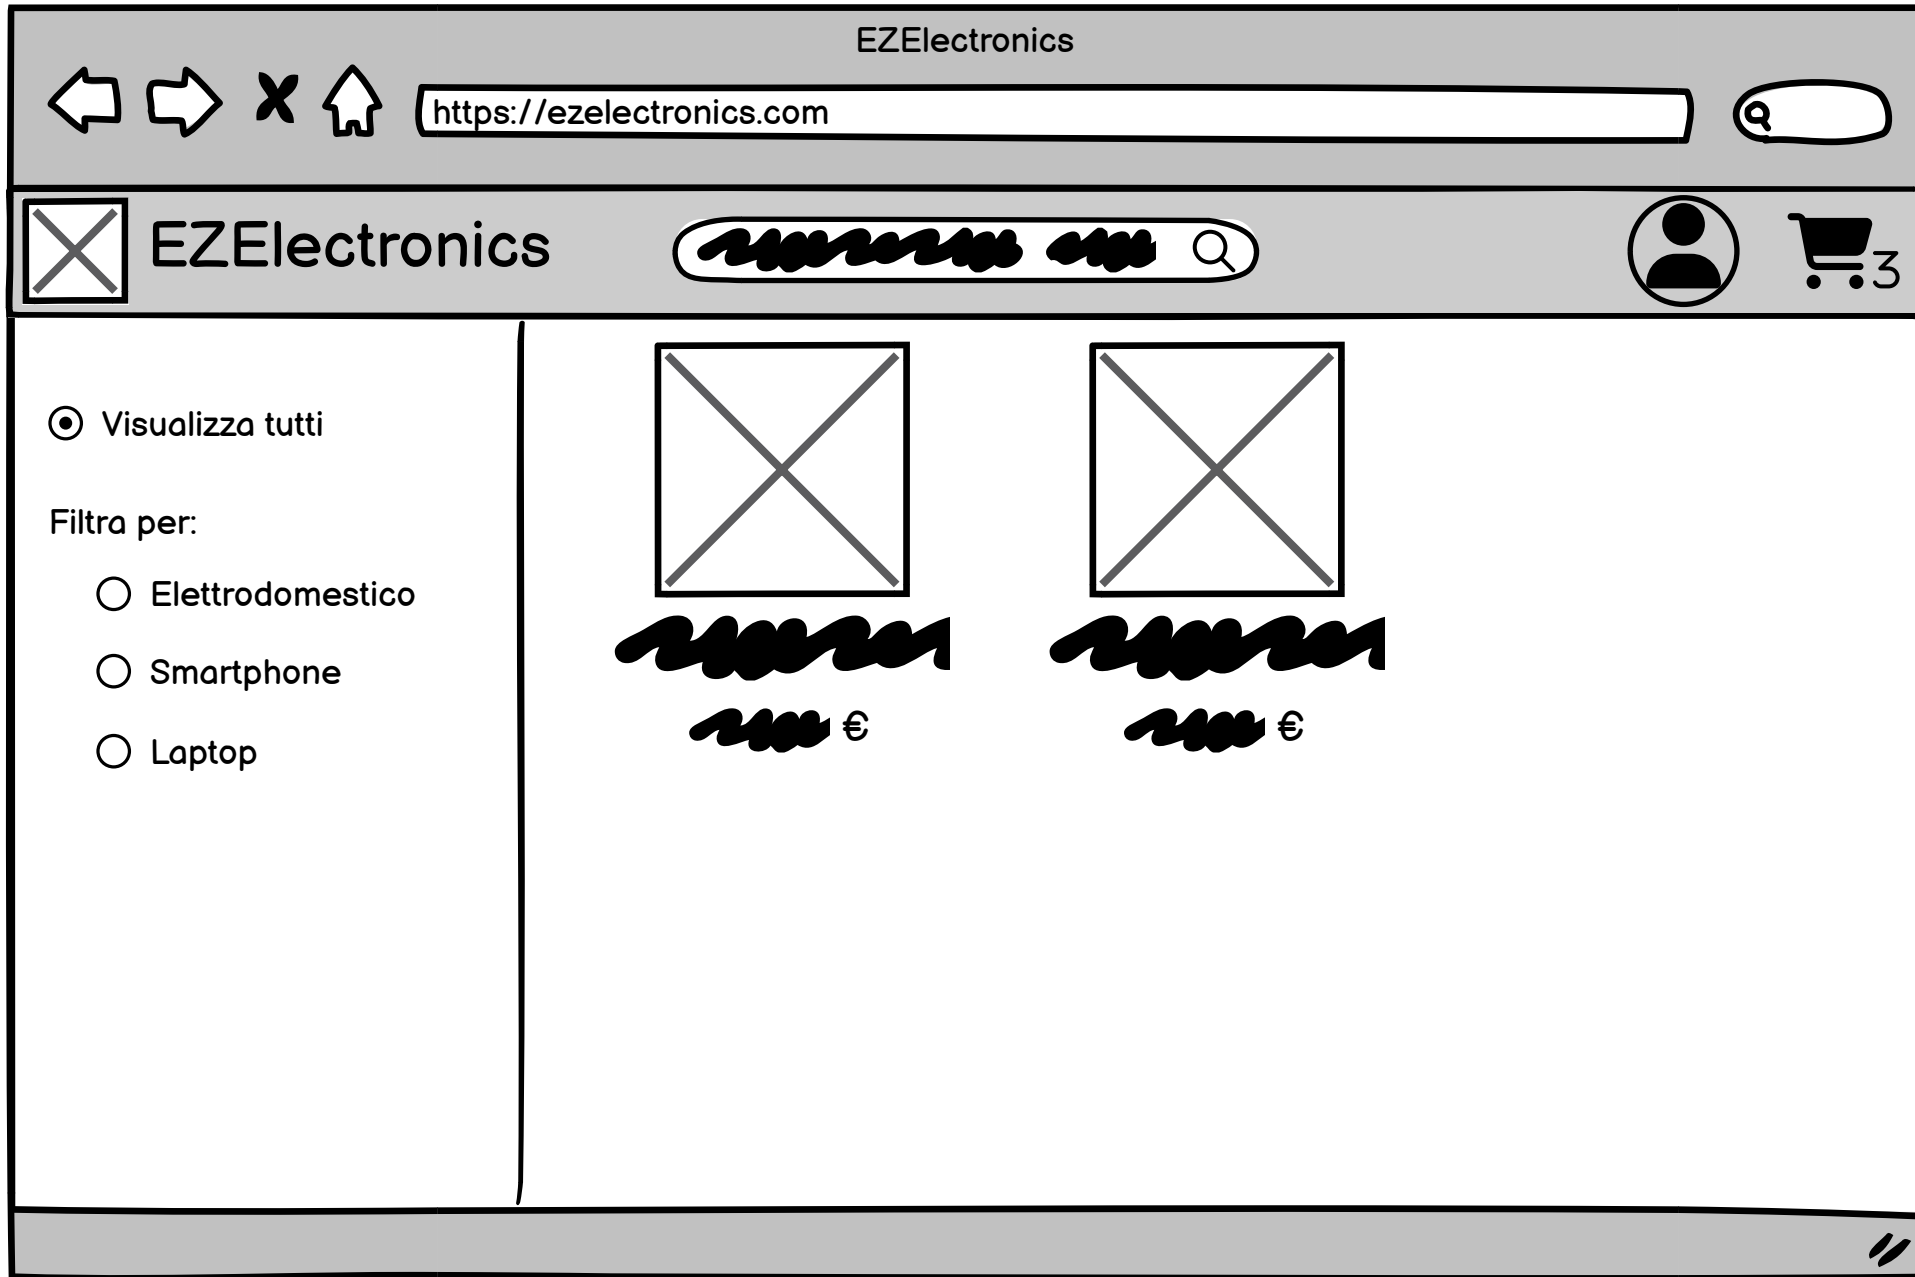 EZElectronics
https://ezelectronics.com
EZElectronics
3
Visualizza tutti
Filtra per:
Elettrodomestico
Smartphone
Laptop
€ €